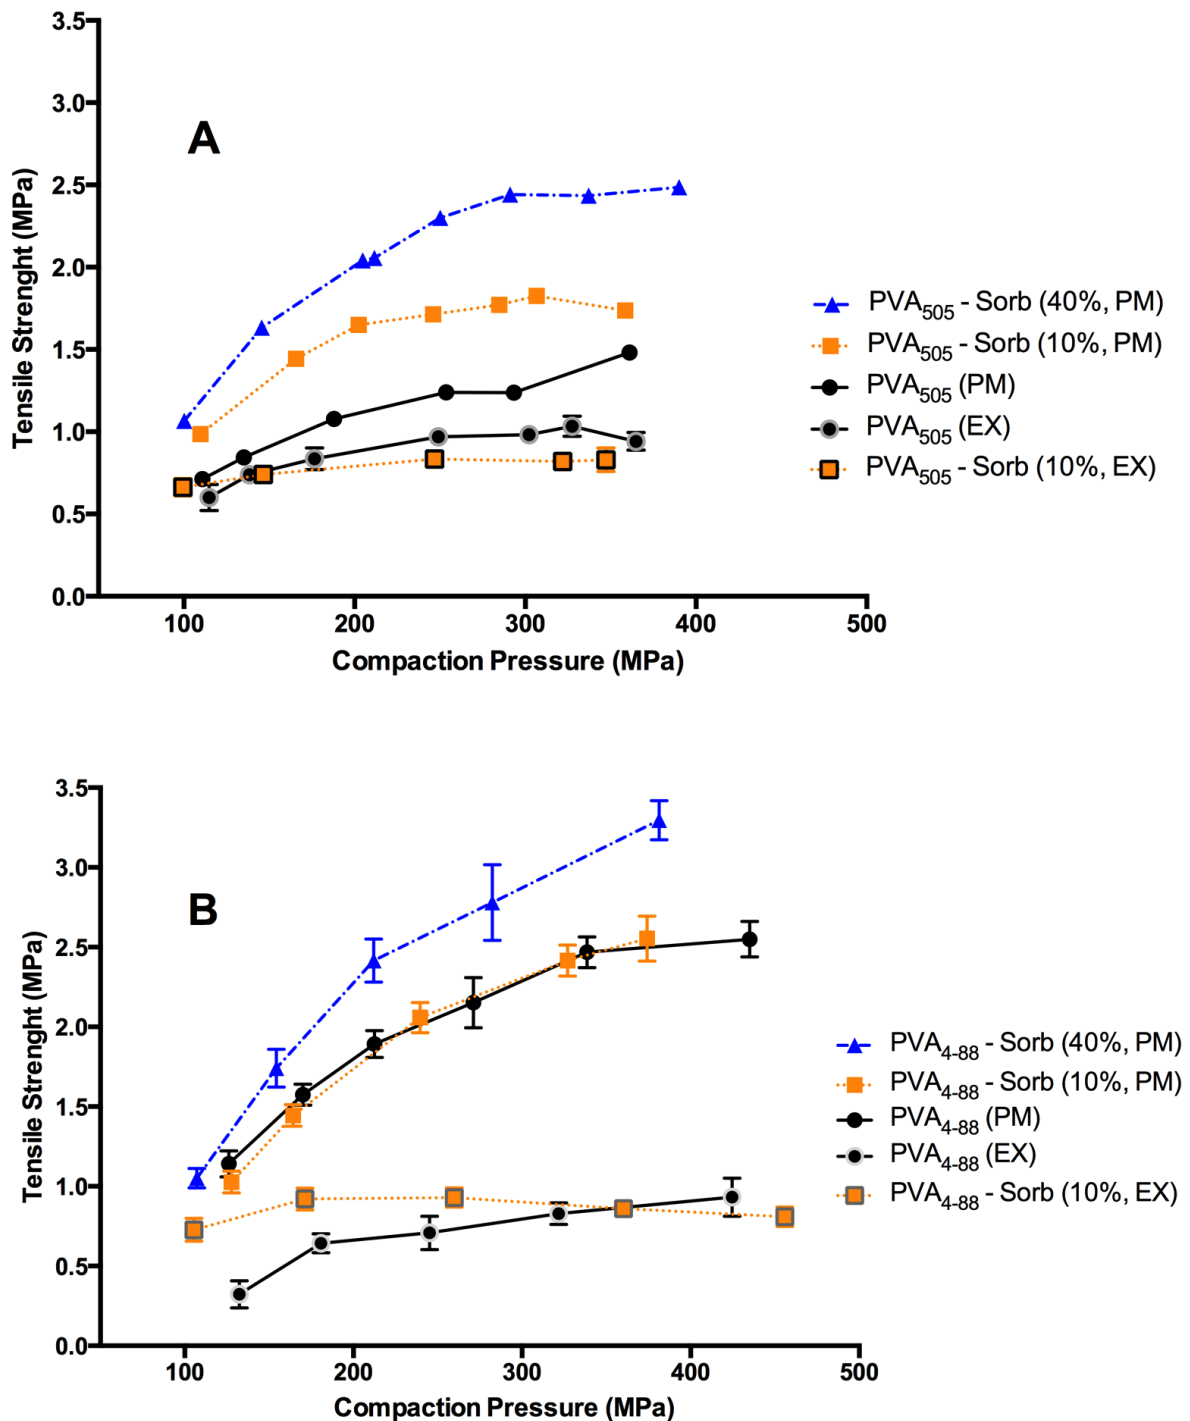 3.5
3.0
A
2.5
2.0
1.5
1.0
0.5
0.0
Tensile Strenght (MPa)
100 200 300 400 500
Compaction Pressure (MPa)
PVA505 - Sorb (40%, PM)
PVA505 - Sorb (10%, PM)
PVA505 (PM)
PVA505 (EX)
PVA505 - Sorb (10%, EX)
3.5
3.0
B
2.5
2.0
1.5
1.0
0.5
0.0
Tensile Strenght (MPa)
100 200 300 400 500
Compaction Pressure (MPa)
PVA4-88 - Sorb (40%, PM)
PVA4-88 - Sorb (10%, PM)
PVA4-88 (PM)
PVA4-88 (EX)
PVA4-88 - Sorb (10%, EX)